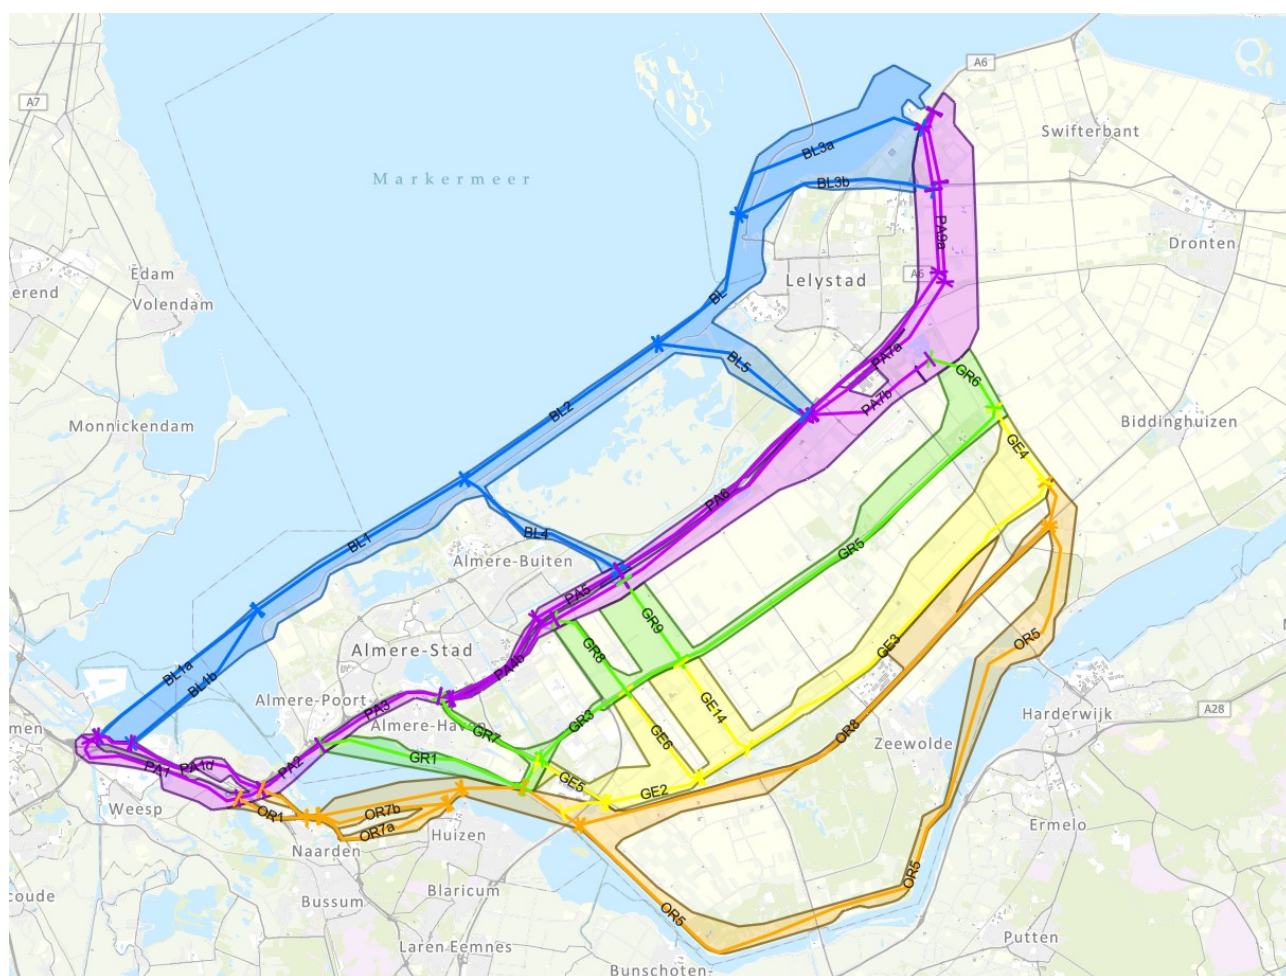 A6
A7
Swifterbant
BL3a
Markermeer
BL3b
Edam
erend
Volendam
PA9a
Dronten
A6
Lelystad
BL
PA7a
BL5
GR6
PA7b
Monnickendam
BL2
Biddinghuizen
GE4
PA6
BL1
BL4
GR5
Almere-Buiten
PA5
GR9
Almere-Stad
PA4b
GR8
OR5
BL1a
BL1b
GE3
Almere-Port
PA3
Almere-Haven
GE14
Harderwijk
A28
men
GR7
GR3
OR8
Zeewolde
PA1d
PA2
GR1
GE6
PA1
Weesp
OR1
GE5
GE2
OR7b
OR7a
Huizen
Ermelo
Naarden
oude
Blaricum
Bussum
OR5
OR5
Laren
Eemnes
Putten
Bunschoten-